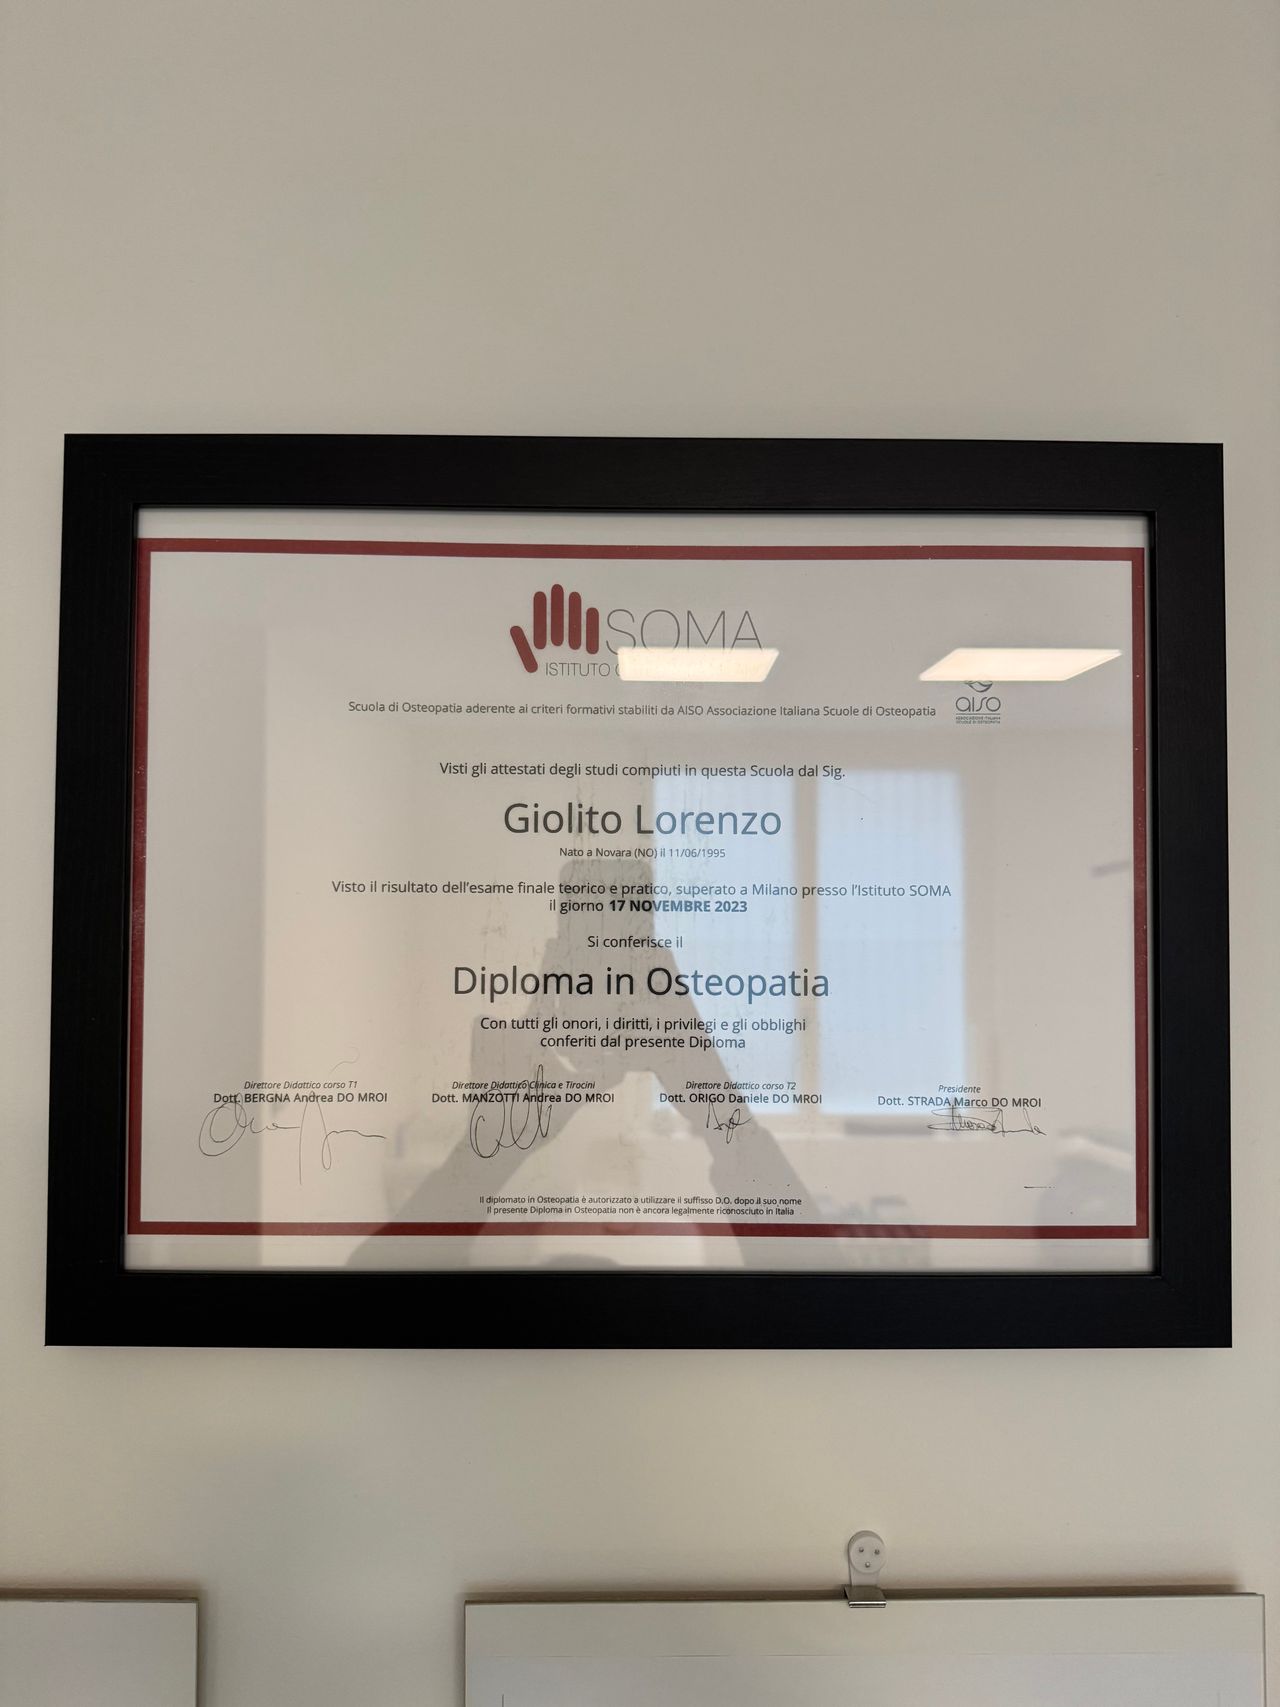 SOMA
ISTITUTO
Scuola di Osteopatia aderente ai criteri formativi stabiliti da AISO Associazione Italiana Scuole di Osteopatia
aiso
ASSOCIAZIONE ITALIANA
SCUOLE DI OSTEOPATIA
Visti gli attestati degli studi compiuti in questa Scuola dal Sig.
Giolito Lorenzo
Nato a Novara (NO) il 11/06/1995
Visto il risultato dell'esame finale teorico e pratico, superato a Milano presso l'Istituto SOMA
il giorno 17 NOVEMBRE 2023
Si conferisce il
Diploma in Osteopatia
Con tutti gli onori, i diritti, i privilegi e gli obblighi
conferiti dal presente Diploma
Direttore Didattico corso T1
Dott. BERGNA Andrea DO MROI
Direttore Didattico Clinica e Tirocini
Dott. MANZOTTI Andrea DO MROI
Direttore Didattico corso T2
Dott. ORIGO Daniele DO MROI
Presidente
Dott. STRADA Marco DO MROI
Il diplomato in Osteopatia è autorizzato a utilizzare il suffisso D.O. dopo il suo nome
Il presente Diploma in Osteopatia non è ancora legalmente riconosciuto in Italia